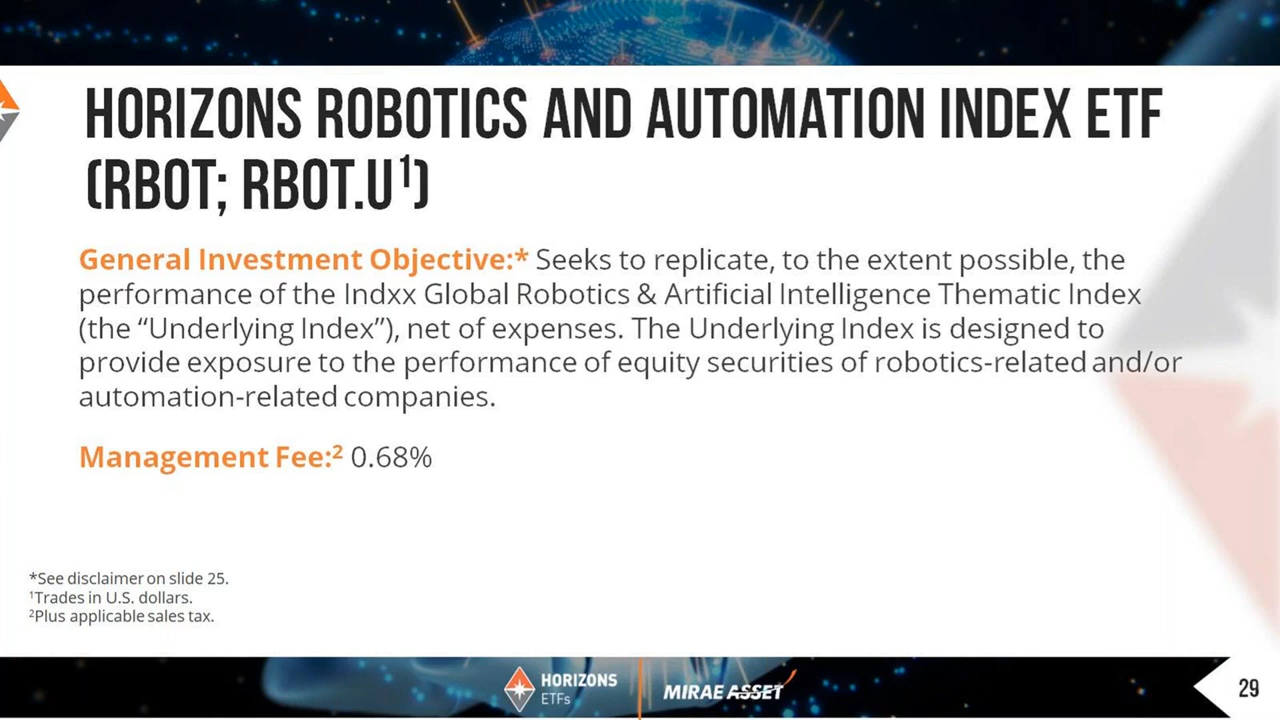 HORIZONS ROBOTICS AND AUTOMATION INDEX ETF
(RBOT; RBOT.U¹)
General Investment Objective:* Seeks to replicate, to the extent possible, the
performance of the Indxx Global Robotics & Artificial Intelligence Thematic Index
(the “Underlying Index”), net of expenses. The Underlying Index is designed to
provide exposure to the performance of equity securities of robotics-related and/or
automation-related companies.
Management Fee:² 0.68%
*See disclaimer on slide 25.
¹Trades in U.S. dollars.
²Plus applicable sales tax.
HORIZONS
ETFs
MIRAE ASSET
29